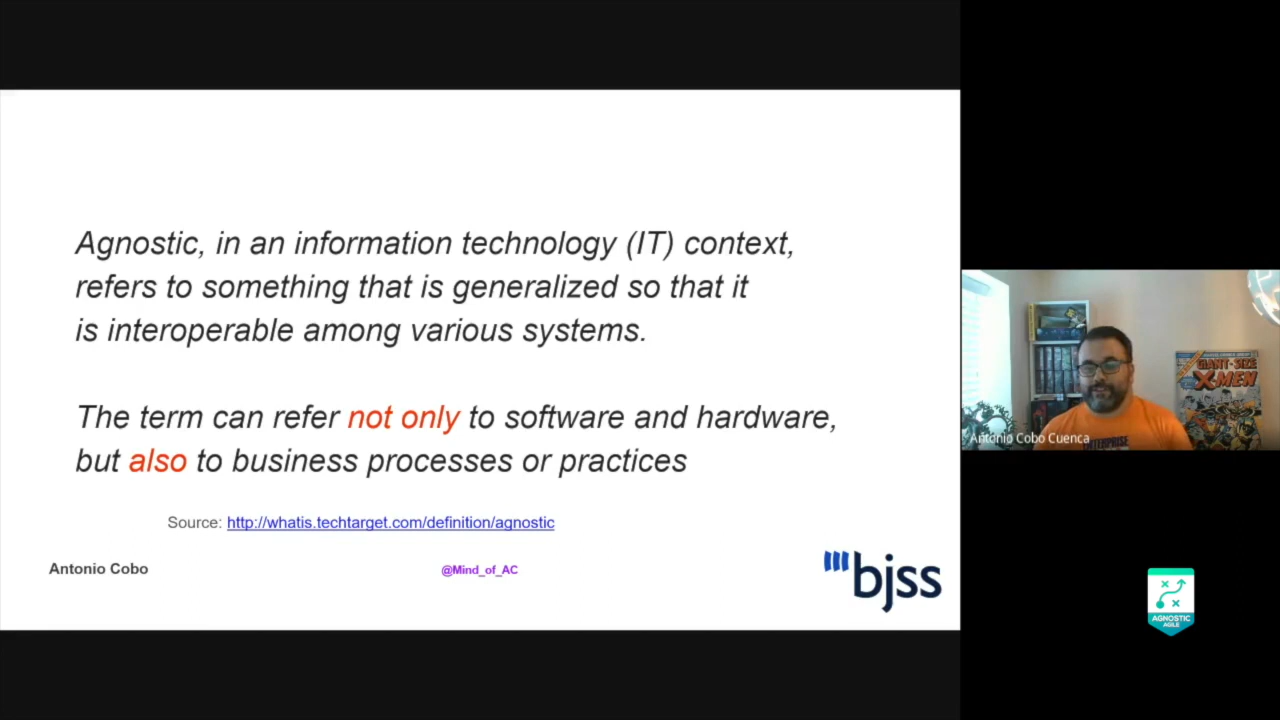 Agnostic, in an information technology (IT) context,
refers to something that is generalized so that it
is interoperable among various systems.
The term can refer not only to software and hardware,
but also to business processes or practices
Source: http://whatis.techtarget.com/definition/agnostic
Antonio Cobo
@Mind_of_AC
bjss
GIANT-SIZE
X-MEN
Antonio Cobo Cuenca
ENTERPRISE
AGNOSTIC
AGILE